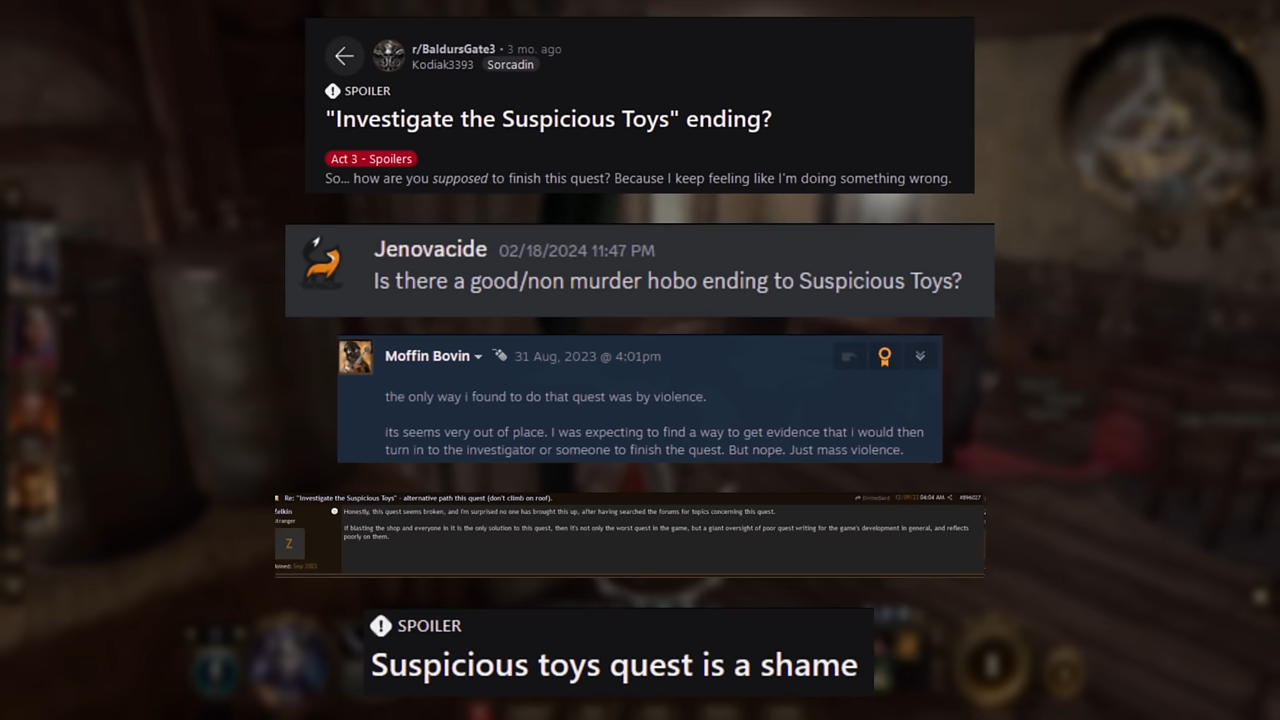 r/BaldursGate3 • 3 mo. ago
Kodiak3393 Sorcadin
SPOILER
"Investigate the Suspicious Toys" ending?
Act 3 - Spoilers
So... how are you supposed to finish this quest? Because I keep feeling like I'm doing something wrong.
Jenovacide 02/18/2024 11:47 PM
Is there a good/non murder hobo ending to Suspicious Toys?
Moffin Bovin 31 Aug, 2023 @ 4:01pm
the only way i found to do that quest was by violence.
its seems very out of place. I was expecting to find a way to get evidence that i would then
turn in to the investigator or someone to finish the quest. But nope. Just mass violence.
Re: "Investigate the Suspicious Toys" - alternative path this quest (don't climb on roof).
04:04 AM
Honestly, this quest seems broken, and I'm surprised no one has brought this up, after having searched the forums for topics concerning this quest.
If blasting the shop and everyone in it is the only solution to this quest, then it's not only the worst quest in the game, but a giant oversight of poor quest writing for the game's development in general, and reflects
poorly on them.
Z
SPOILER
Suspicious toys quest is a shame